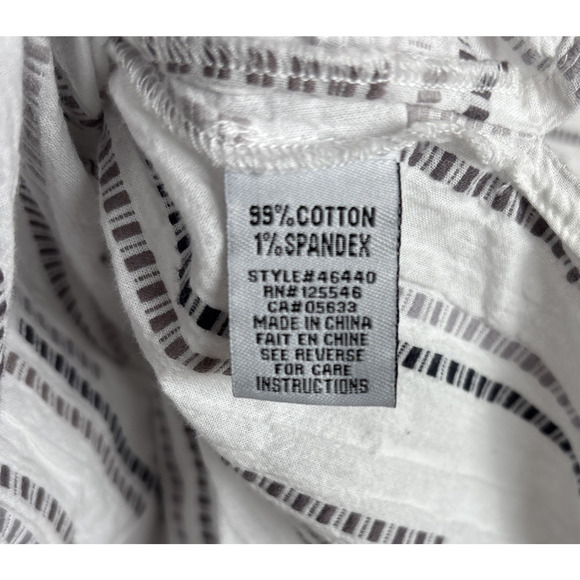 99%COTTON
1%SPANDEX
STYLE#46440
RN#125546
CA#05633
MADE IN CHINA
FAIT EN CHINE
SEE REVERSE
FOR CARE
INSTRUCTIONS